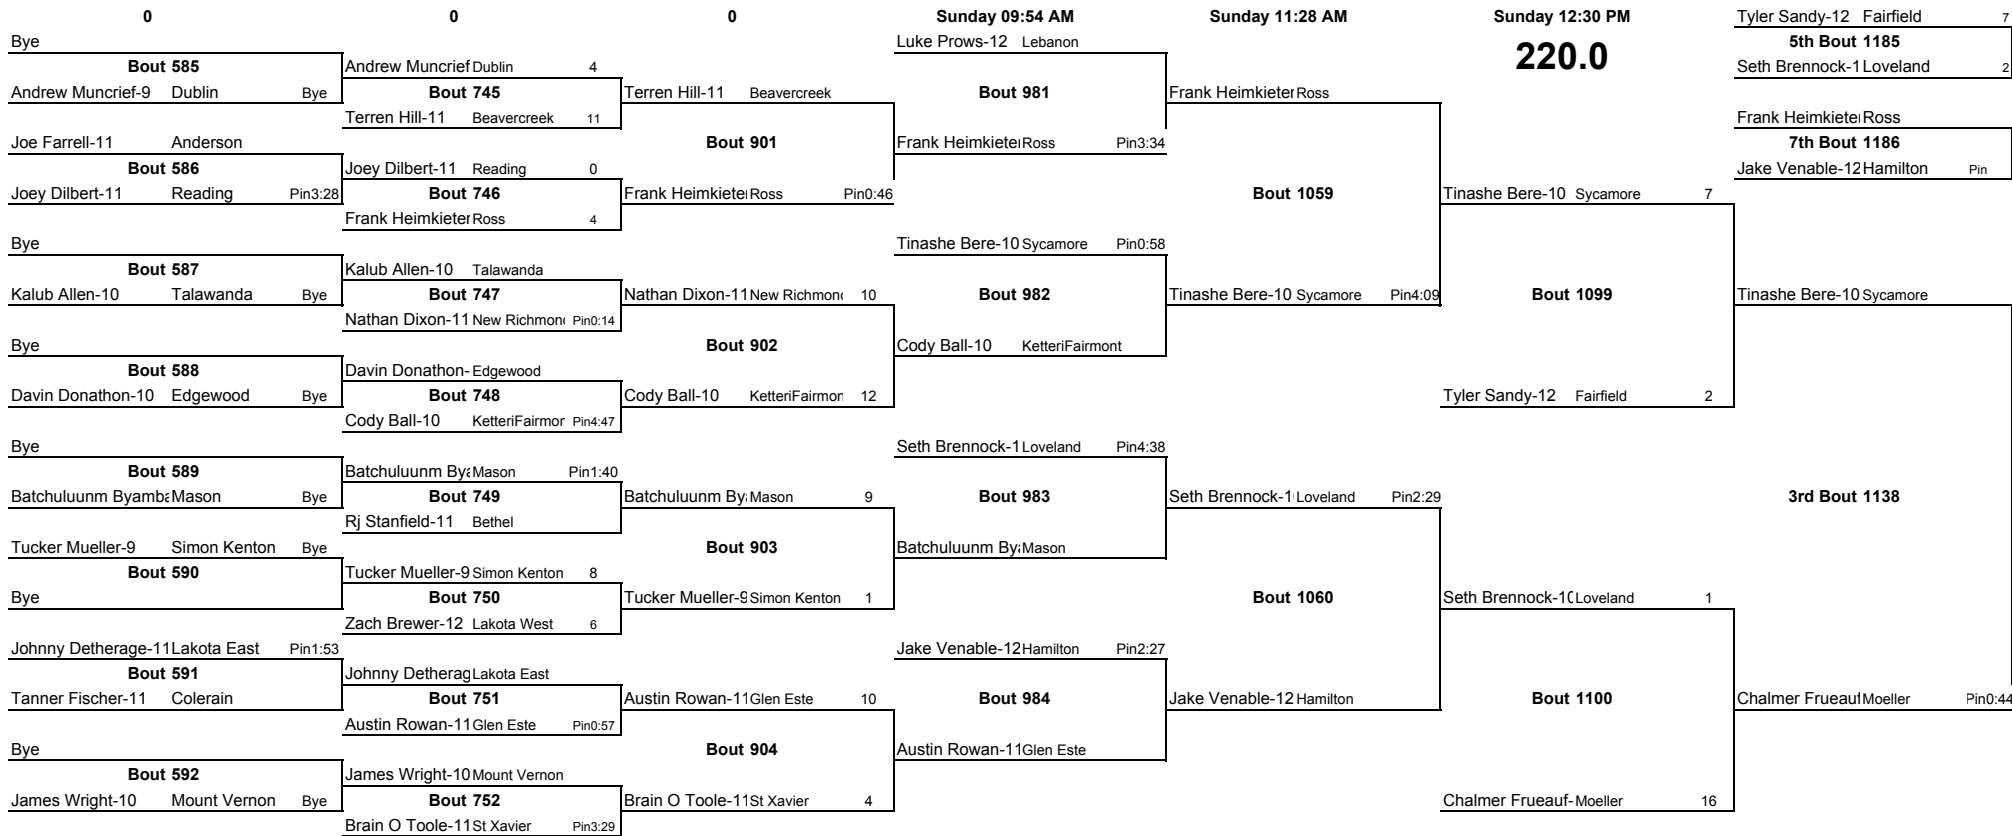 0 0 0 Sunday 09:54 AM Sunday 11:28 AM Sunday 12:30 PM Tyler Sandy-12 Fairfield 7
Bye Luke Prows-12 Lebanon 220.0 5th Bout 1185
Bout 585 Andrew Muncrief Dublin 4 Seth Brennock-1 Loveland 2
Andrew Muncrief-9 Dublin Bye Bout 745 Terren Hill-11 Beavercreek Bout 981 Frank Heimkieter Ross
Terren Hill-11 Beavercreek 11 Frank Heimkieter Ross
Joe Farrell-11 Anderson Bout 901 Frank Heimkieter Ross Pin3:34 7th Bout 1186
Bout 586 Joey Dilbert-11 Reading 0 Jake Venable-12 Hamilton Pin
Joey Dilbert-11 Reading Pin3:28 Bout 746 Frank Heimkieter Ross Pin0:46 Bout 1059 Tinashe Bere-10 Sycamore 7
Frank Heimkieter Ross 4
Bye Tinashe Bere-10 Sycamore Pin0:58
Bout 587 Kalub Allen-10 Talawanda
Kalub Allen-10 Talawanda Bye Bout 747 Nathan Dixon-11 New Richmond 10 Bout 982 Tinashe Bere-10 Sycamore Pin4:09 Bout 1099 Tinashe Bere-10 Sycamore
Nathan Dixon-11 New Richmon Pin0:14
Bye Bout 902 Cody Ball-10 KetteriFairmont
Bout 588 Davin Donathon- Edgewood
Davin Donathon-10 Edgewood Bye Bout 748 Cody Ball-10 KetteriFairmon 12 Tyler Sandy-12 Fairfield 2
Cody Ball-10 KetteriFairmor Pin4:47
Bye Seth Brennock-1 Loveland Pin4:38
Bout 589 Batchuluunm Bya Mason Pin1:40
Batchuluunm Byamba Mason Bye Bout 749 Batchuluunm By Mason 9 Bout 983 Seth Brennock-1 Loveland Pin2:29 3rd Bout 1138
Rj Stanfield-11 Bethel
Tucker Mueller-9 Simon Kenton Bye Bout 903 Batchuluunm By Mason
Bout 590 Tucker Mueller-9 Simon Kenton 8
Bye Bout 750 Tucker Mueller-9 Simon Kenton 1 Bout 1060 Seth Brennock-10 Loveland 1
Zach Brewer-12 Lakota West 6
Johnny Detherage-11 Lakota East Pin1:53 Jake Venable-12 Hamilton Pin2:27
Bout 591 Johnny Detherag Lakota East
Tanner Fischer-11 Colerain Bout 751 Austin Rowan-11 Glen Este 10 Bout 984 Jake Venable-12 Hamilton Bout 1100 Chalmer Frueauf Moeller Pin0:44
Austin Rowan-11 Glen Este Pin0:57
Bye Bout 904 Austin Rowan-11 Glen Este
Bout 592 James Wright-10 Mount Vernon
James Wright-10 Mount Vernon Bye Bout 752 Brain O Toole-11 St Xavier 4 Chalmer Frueauf- Moeller 16
Brain O Toole-11 St Xavier Pin3:29